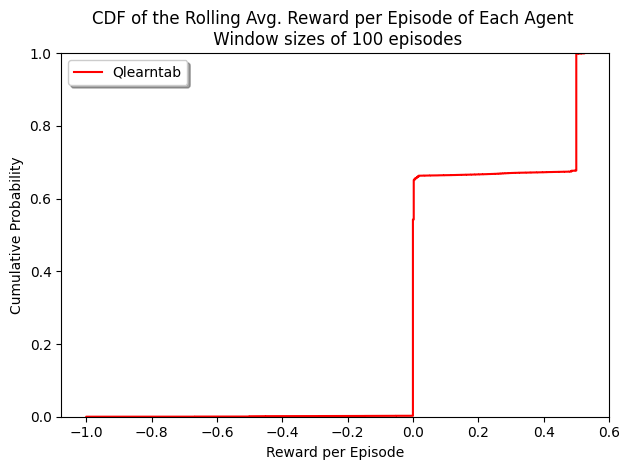 CDF of the Rolling Avg. Reward per Episode of Each Agent
Window sizes of 100 episodes
Qlearntab
1.0
0.8
0.6
0.4
0.2
0.0
Cumulative Probability
−1.0 −0.8 −0.6 −0.4 −0.2 0.0 0.2 0.4 0.6
Reward per Episode